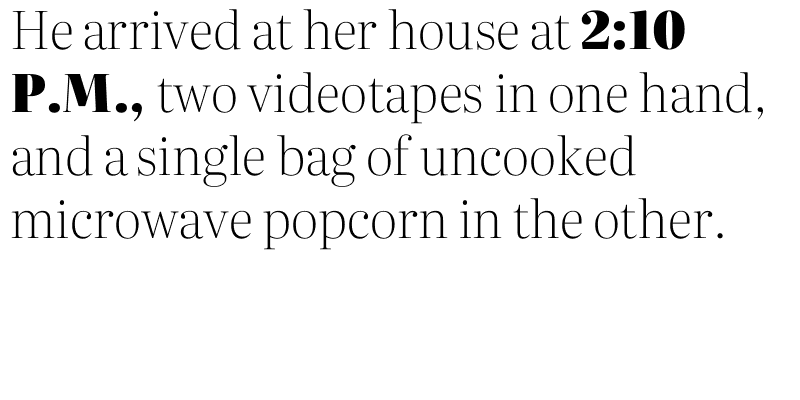 He arrived at her house at 2:10
P.M., two videotapes in one hand,
and a single bag of uncooked
microwave popcorn in the other.